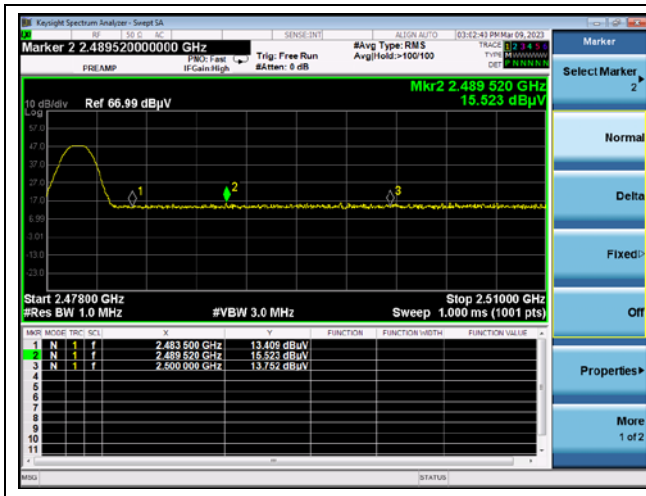 Keysight Spectrum Analyzer - Swept SA
RF 50 Ω AC SENSE:INT ALIGN AUTO 03:02:43 PM Mar 09, 2023
Marker 2 2.489520000000 GHz
PREAMP
PNO: Fast
IFGain:High
Trig: Free Run
#Atten: 0 dB
#Avg Type: RMS
Avg|Hold:>100/100
TRACE 1 2 3 4 5 6
TYPE MWWWWW
DET P N N N N N
Mkr2 2.489 520 GHz
15.523 dBµV
10 dB/div Ref 66.99 dBµV
Log
57.0
47.0
37.0
27.0
17.0
6.99
-3.01
-13.0
-23.0
1
2
3
Start 2.47800 GHz
Stop 2.51000 GHz
#Res BW 1.0 MHz
#VBW 3.0 MHz
Sweep 1.000 ms (1001 pts)
MKR MODE TRC SCL X Y FUNCTION FUNCTION WIDTH FUNCTION VALUE
1 N 1 f 2.483 500 GHz 13.409 dBµV
2 N 1 f 2.489 520 GHz 15.523 dBµV
3 N 1 f 2.500 000 GHz 13.752 dBµV
4
5
6
7
8
9
10
11
MSG
STATUS
Marker
Select Marker
2
Normal
Delta
Fixed
Off
Properties
More
1 of 2